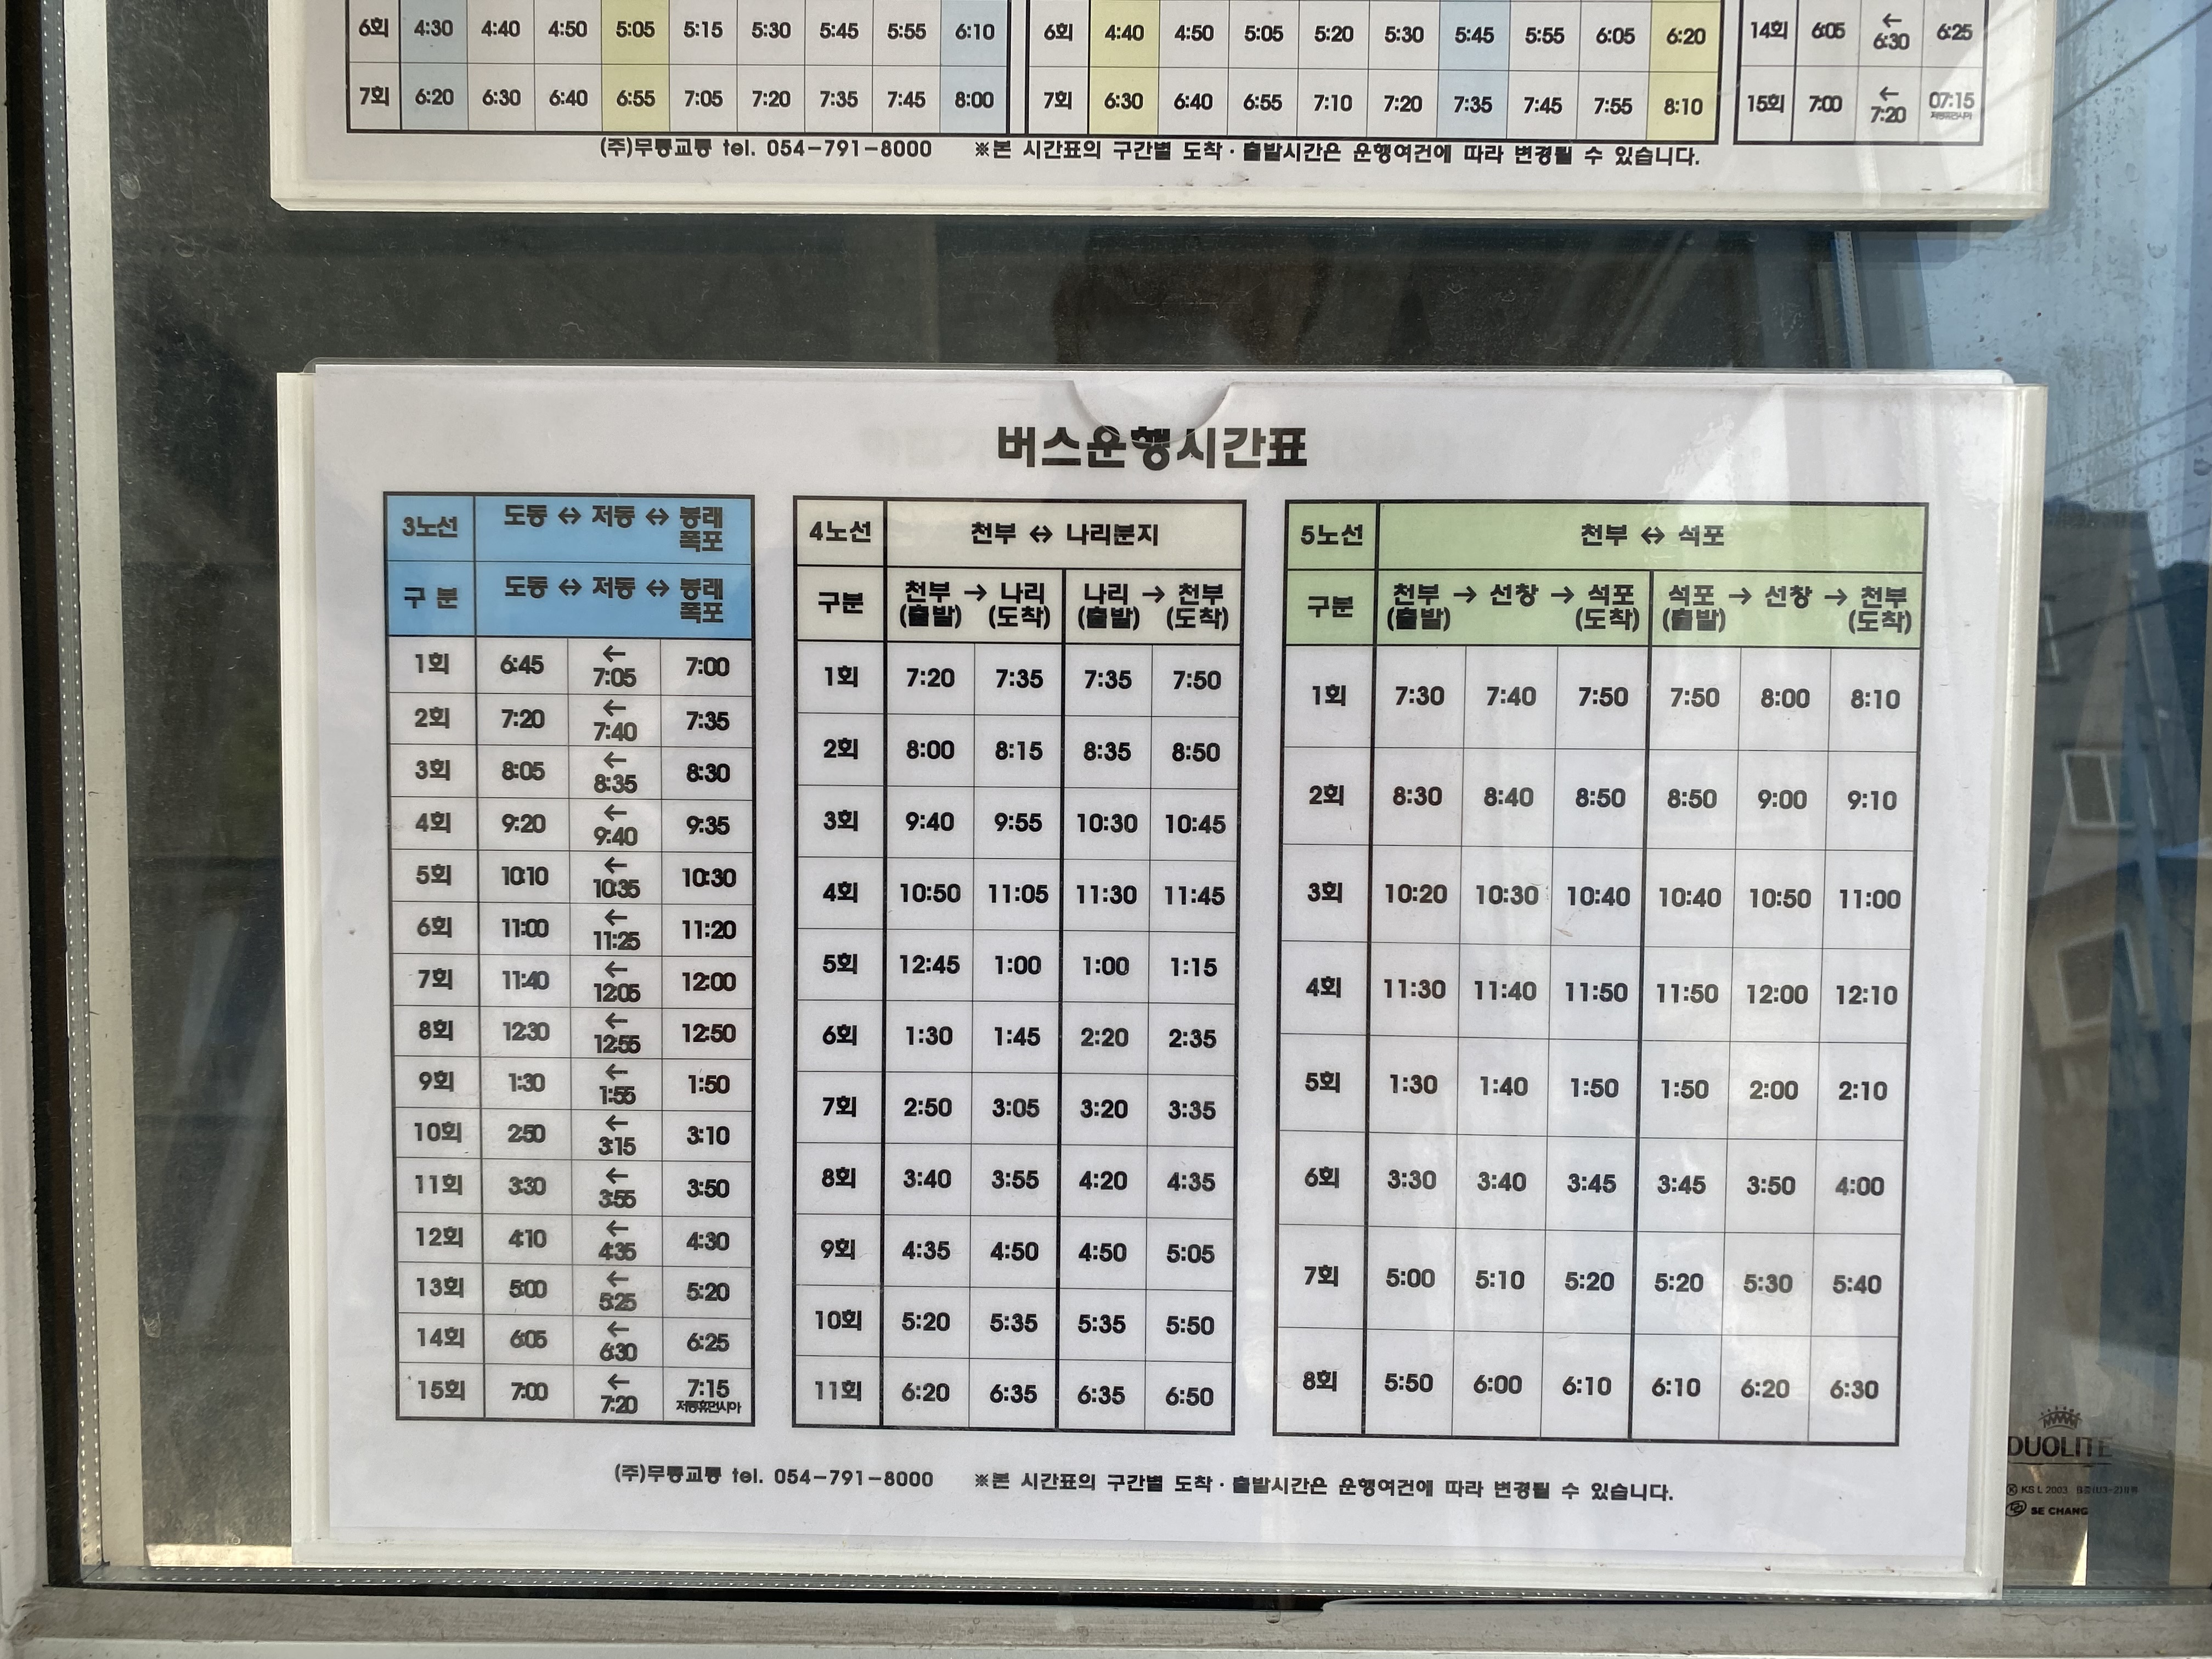 6회 4:30 4:40 4:50 5:05 5:15 5:30 5:45 5:55 6:10
7회 6:20 6:30 6:40 6:55 7:05 7:20 7:35 7:45 8:00
6회 4:40 4:50 5:05 5:20 5:30 5:45 5:55 6:05 6:20
7회 6:30 6:40 6:55 7:10 7:20 7:35 7:45 7:55 8:10
14회 6:05 ← 6:30 6:25
15회 7:00 ← 7:20 07:15
저동휴먼시아
(주)무릉교통 tel. 054-791-8000 ※본 시간표의 구간별 도착·출발시간은 운행여건에 따라 변경될 수 있습니다.
버스운행시간표
3노선 도동 ↔ 저동 ↔ 봉래폭포
구 분 도동 ↔ 저동 ↔ 봉래폭포
1회 6:45 ← 7:05 7:00
2회 7:20 ← 7:40 7:35
3회 8:05 ← 8:35 8:30
4회 9:20 ← 9:40 9:35
5회 10:10 ← 10:35 10:30
6회 11:00 ← 11:25 11:20
7회 11:40 ← 12:05 12:00
8회 12:30 ← 12:55 12:50
9회 1:30 ← 1:55 1:50
10회 2:50 ← 3:15 3:10
11회 3:30 ← 3:55 3:50
12회 4:10 ← 4:35 4:30
13회 5:00 ← 5:25 5:20
14회 6:05 ← 6:30 6:25
15회 7:00 ← 7:20 7:15
저동휴먼시아
4노선 천부 ↔ 나리분지
구분 천부(출발) → 나리(도착) 나리(출발) → 천부(도착)
1회 7:20 7:35 7:35 7:50
2회 8:00 8:15 8:35 8:50
3회 9:40 9:55 10:30 10:45
4회 10:50 11:05 11:30 11:45
5회 12:45 1:00 1:00 1:15
6회 1:30 1:45 2:20 2:35
7회 2:50 3:05 3:20 3:35
8회 3:40 3:55 4:20 4:35
9회 4:35 4:50 4:50 5:05
10회 5:20 5:35 5:35 5:50
11회 6:20 6:35 6:35 6:50
5노선 천부 ↔ 석포
구분 천부(출발) → 선창 → 석포(도착) 석포(출발) → 선창 → 천부(도착)
1회 7:30 7:40 7:50 7:50 8:00 8:10
2회 8:30 8:40 8:50 8:50 9:00 9:10
3회 10:20 10:30 10:40 10:40 10:50 11:00
4회 11:30 11:40 11:50 11:50 12:00 12:10
5회 1:30 1:40 1:50 1:50 2:00 2:10
6회 3:30 3:40 3:45 3:45 3:50 4:00
7회 5:00 5:10 5:20 5:20 5:30 5:40
8회 5:50 6:00 6:10 6:10 6:20 6:30
(주)무릉교통 tel. 054-791-8000 ※본 시간표의 구간별 도착·출발시간은 운행여건에 따라 변경될 수 있습니다.
DUOLITE
KS L 2003
SE CHANG